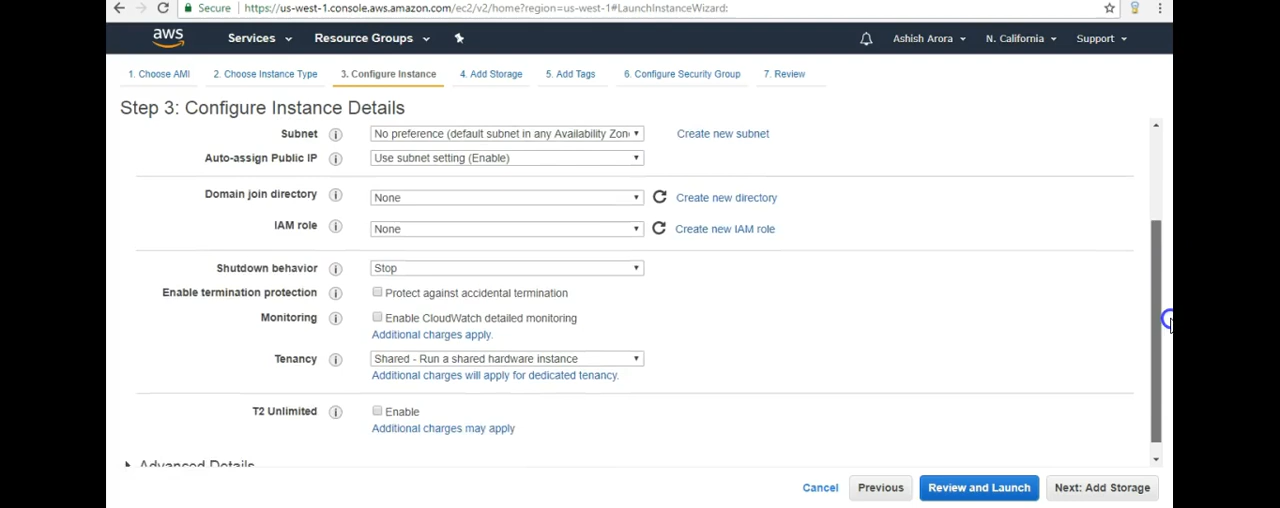 Secure https://us-west-1.console.aws.amazon.com/ec2/v2/home?region=us-west-1#LaunchInstanceWizard:
aws Services Resource Groups Ashish Arora N. California Support
1. Choose AMI 2. Choose Instance Type 3. Configure Instance 4. Add Storage 5. Add Tags 6. Configure Security Group 7. Review
Step 3: Configure Instance Details
Subnet No preference (default subnet in any Availability Zon Create new subnet
Auto-assign Public IP Use subnet setting (Enable)
Domain join directory None Create new directory
IAM role None Create new IAM role
Shutdown behavior Stop
Enable termination protection Protect against accidental termination
Monitoring Enable CloudWatch detailed monitoring
Additional charges apply.
Tenancy Shared - Run a shared hardware instance
Additional charges will apply for dedicated tenancy.
T2 Unlimited Enable
Additional charges may apply
Advanced Details
Cancel Previous Review and Launch Next: Add Storage